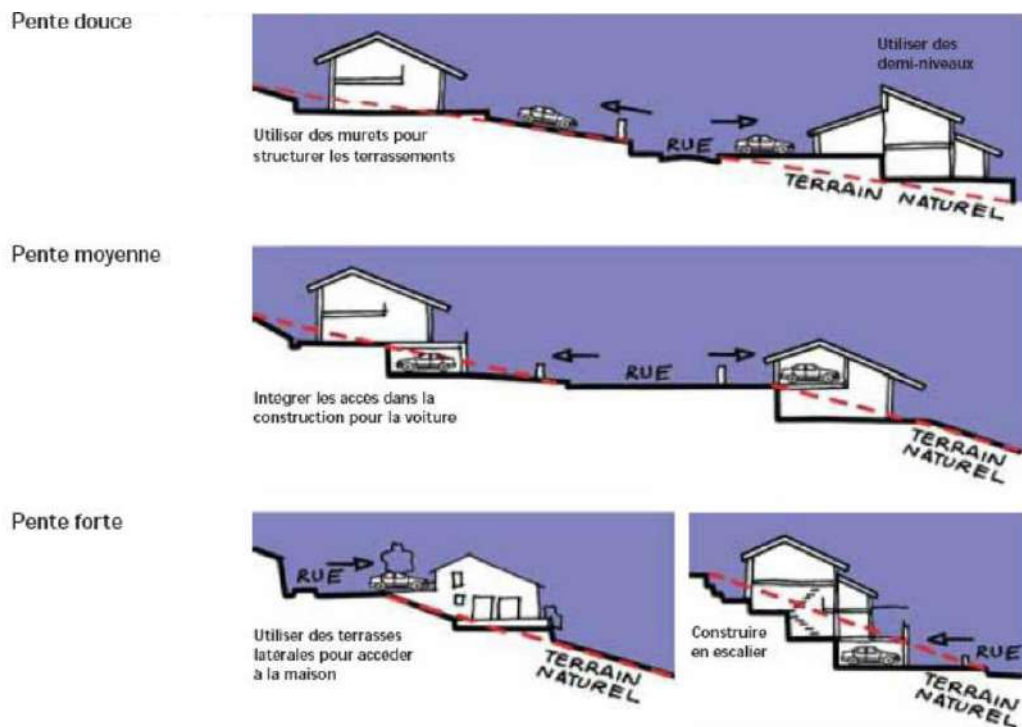 Pente douce
Utiliser des
demi-niveaux
Utiliser des murets pour
structurer les terrassements
RUE
TERRAIN NATUREL
Pente moyenne
RUE
Intégrer les accès dans la
construction pour la voiture
TERRAIN
NATUREL
Pente forte
RUE
Utiliser des terrasses
latérales pour accéder
à la maison
TERRAIN
NATUREL
Construire
en escalier
RUE
TERRAIN
NATUREL